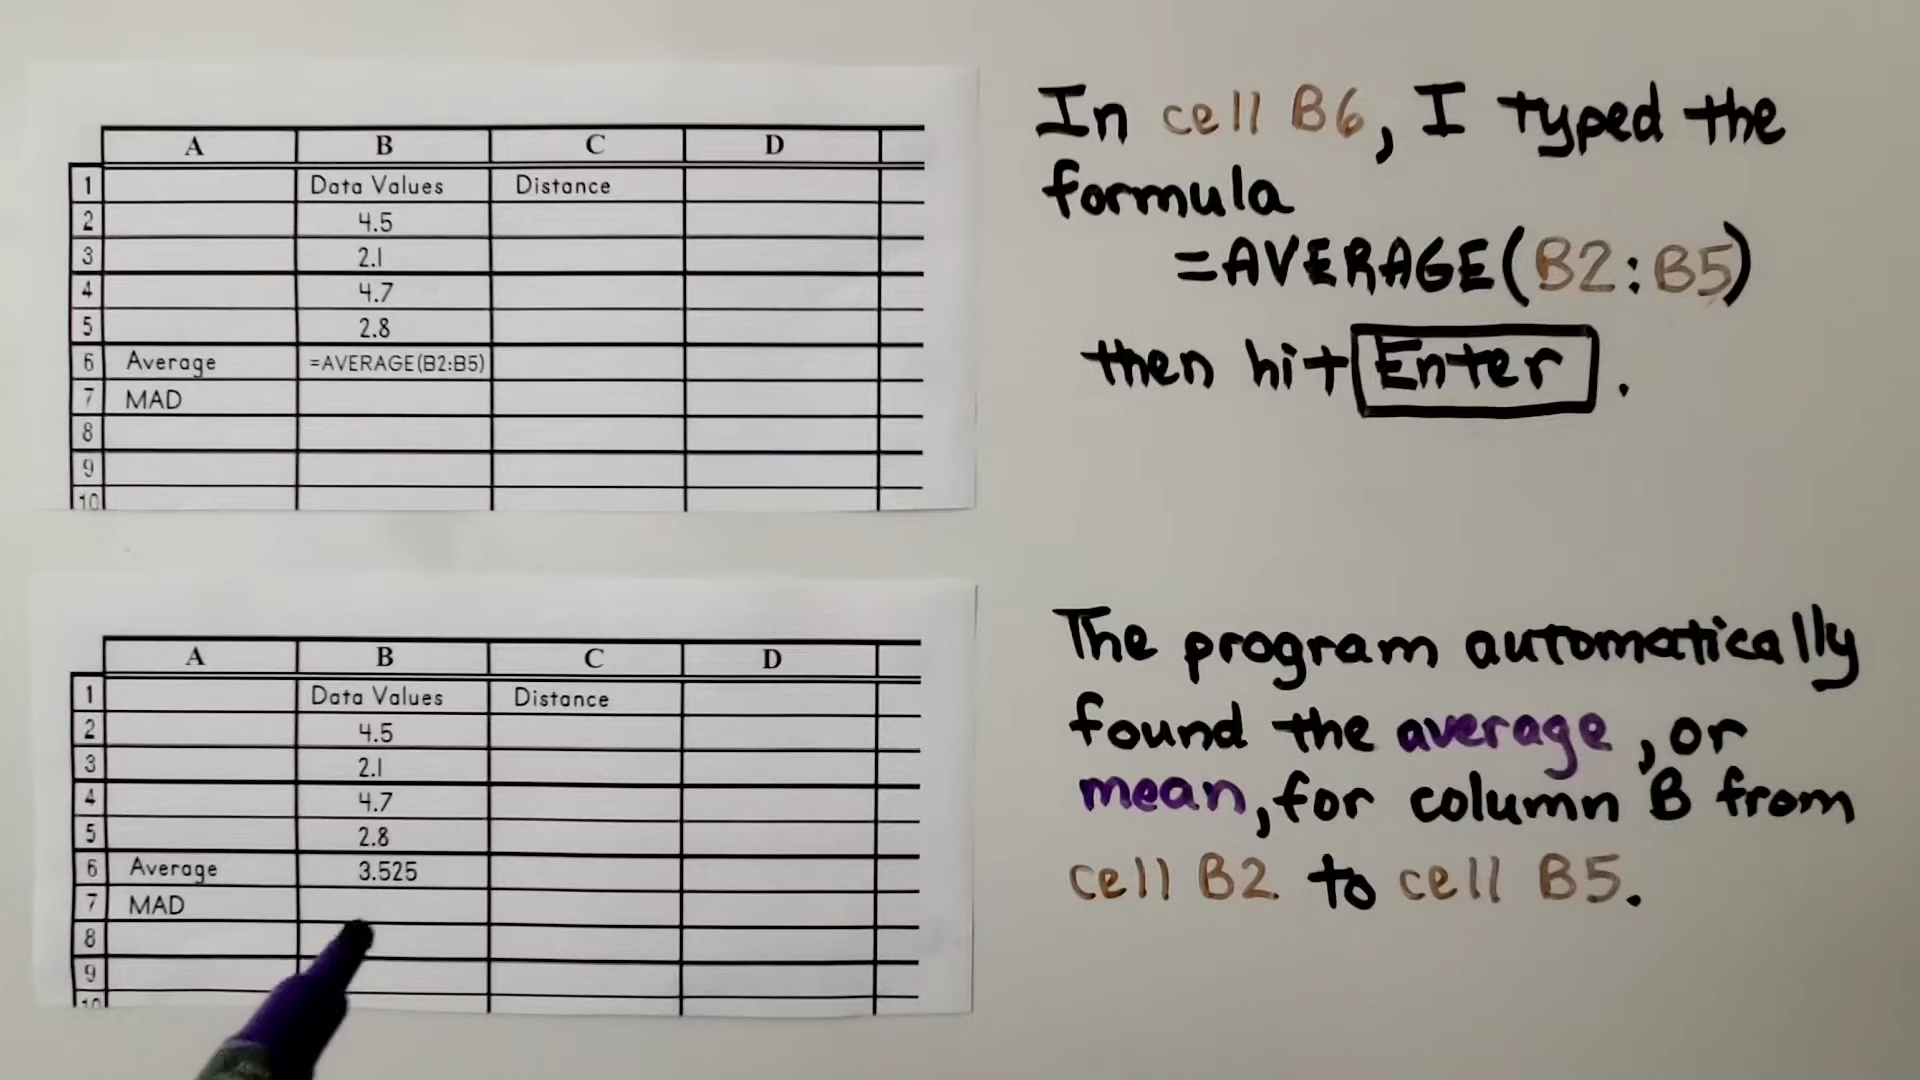 A B C D
1 Data Values Distance
2 4.5
3 2.1
4 4.7
5 2.8
6 Average =AVERAGE(B2:B5)
7 MAD
8
9
10
In cell B6, I typed the
formula
=AVERAGE(B2:B5)
then hit Enter.
A B C D
1 Data Values Distance
2 4.5
3 2.1
4 4.7
5 2.8
6 Average 3.525
7 MAD
8
9
10
The program automatically
found the average, or
mean, for column B from
cell B2 to cell B5.